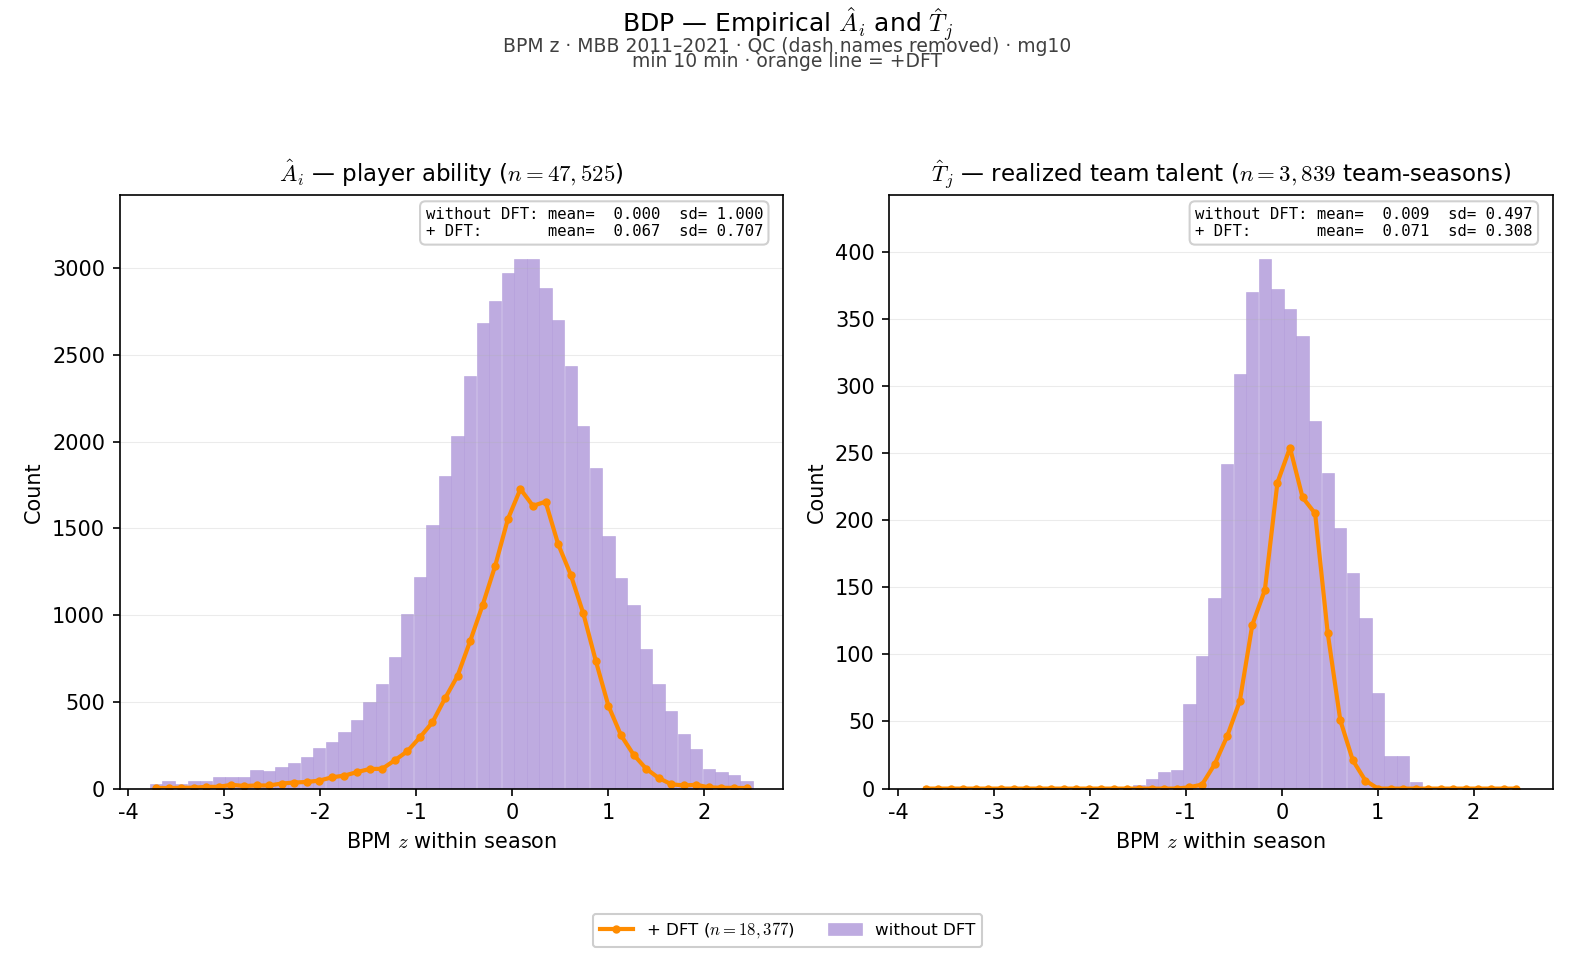 BDP — Empirical Âᵢ and T̂ⱼ
BPM z · MBB 2011–2021 · QC (dash names removed) · mg10
min 10 min · orange line = +DFT
Âᵢ — player ability (n = 47,525)
without DFT: mean= 0.000 sd= 1.000
+ DFT: mean= 0.067 sd= 0.707
Count
3000
2500
2000
1500
1000
500
0
-4 -3 -2 -1 0 1 2
BPM z within season
T̂ⱼ — realized team talent (n = 3,839 team-seasons)
without DFT: mean= 0.009 sd= 0.497
+ DFT: mean= 0.071 sd= 0.308
Count
400
350
300
250
200
150
100
50
0
-4 -3 -2 -1 0 1 2
BPM z within season
+ DFT (n = 18,377) without DFT